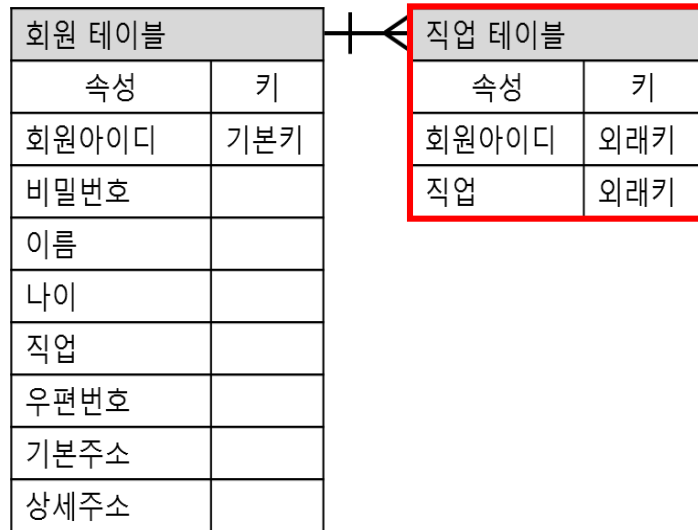 회원 테이블
속성 키
회원아이디 기본키
비밀번호
이름
나이
직업
우편번호
기본주소
상세주소
직업 테이블
속성 키
회원아이디 외래키
직업 외래키